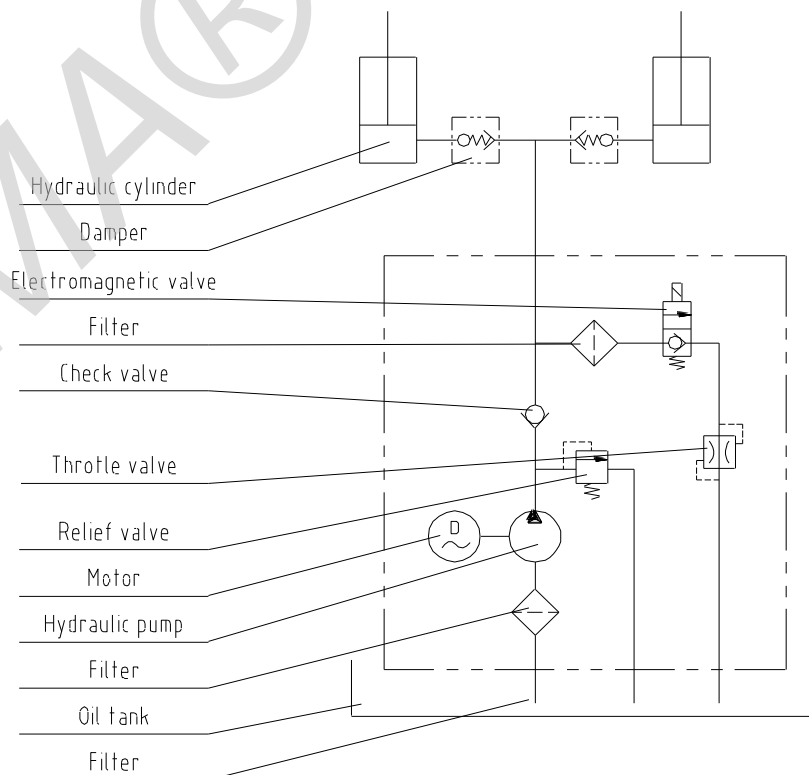 MA®
Hydraulic cylinder
Damper
Electromagnetic valve
Filter
Check valve
Throtle valve
Relief valve
Motor
D
Hydraulic pump
Filter
Oil tank
Filter